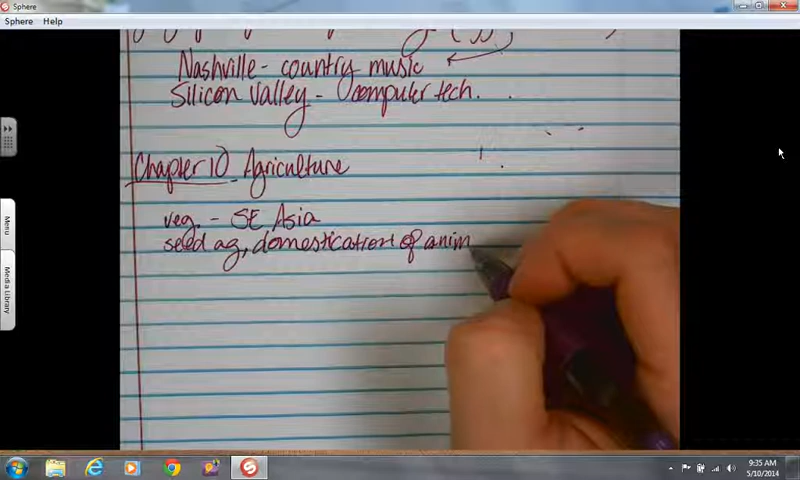 Sphere
Sphere Help
Nashville - country music
Silicon Valley - computer tech.
Chapter 10 - Agriculture
veg. - SE Asia
seed ag, domestication of anim
Menu
Media Library
9:35 AM
5/10/2014